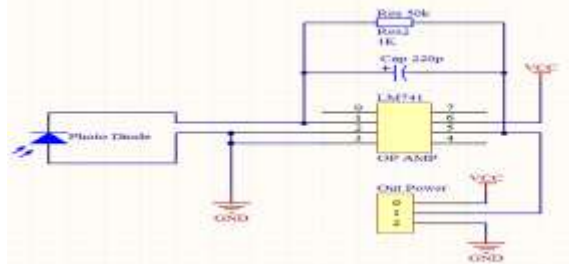 Res 50k
Res2
1K
Cap 220p
+
VCC
LM741
0 7
1 6
2 5
3 4
Photo Diode
OP AMP
Out Power
VCC
0
1
2
GND
GND